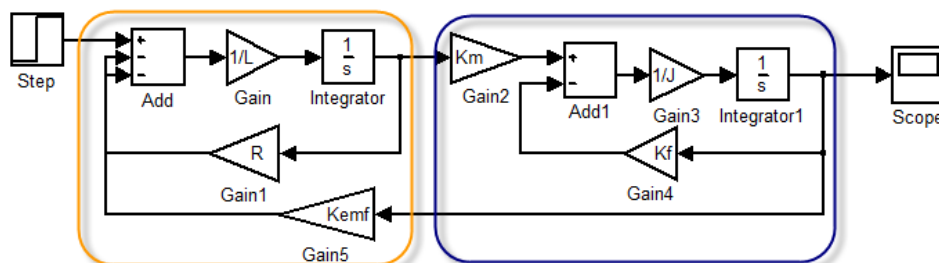 Step
+
-
-
Add
1/L
Gain
1
s
Integrator
Km
Gain2
+
-
Add1
1/J
Gain3
1
s
Integrator1
Scope
R
Gain1
Kf
Gain4
Kemf
Gain5